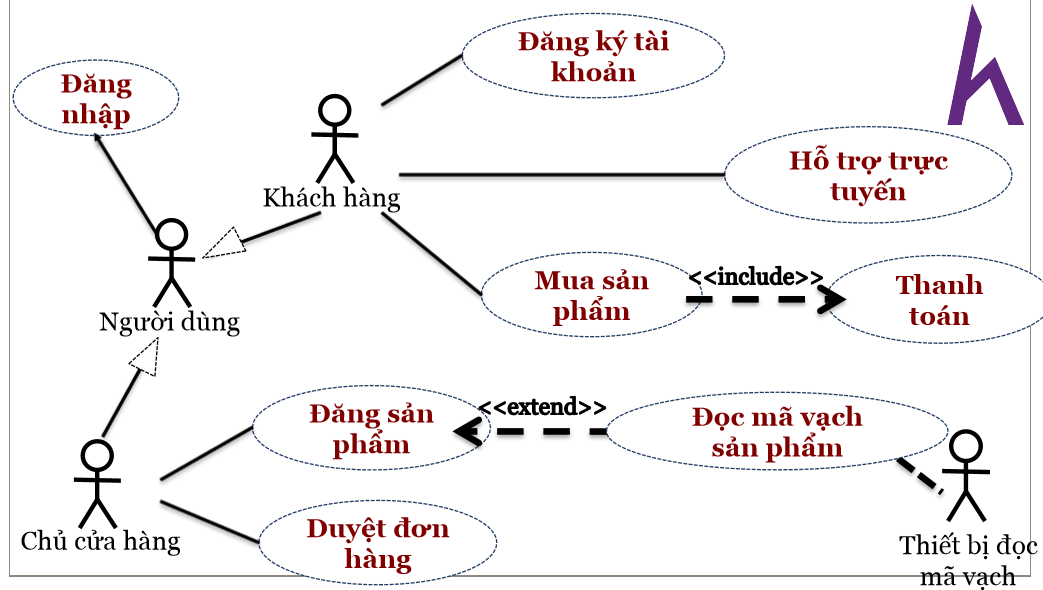 Đăng ký tài
khoản
Đăng
nhập
Hỗ trợ trực
tuyến
Khách hàng
Mua sản
phẩm
<<include>>
Thanh
toán
Người dùng
Đăng sản
phẩm
<<extend>>
Đọc mã vạch
sản phẩm
Chủ cửa hàng
Duyệt đơn
hàng
Thiết bị đọc
mã vạch